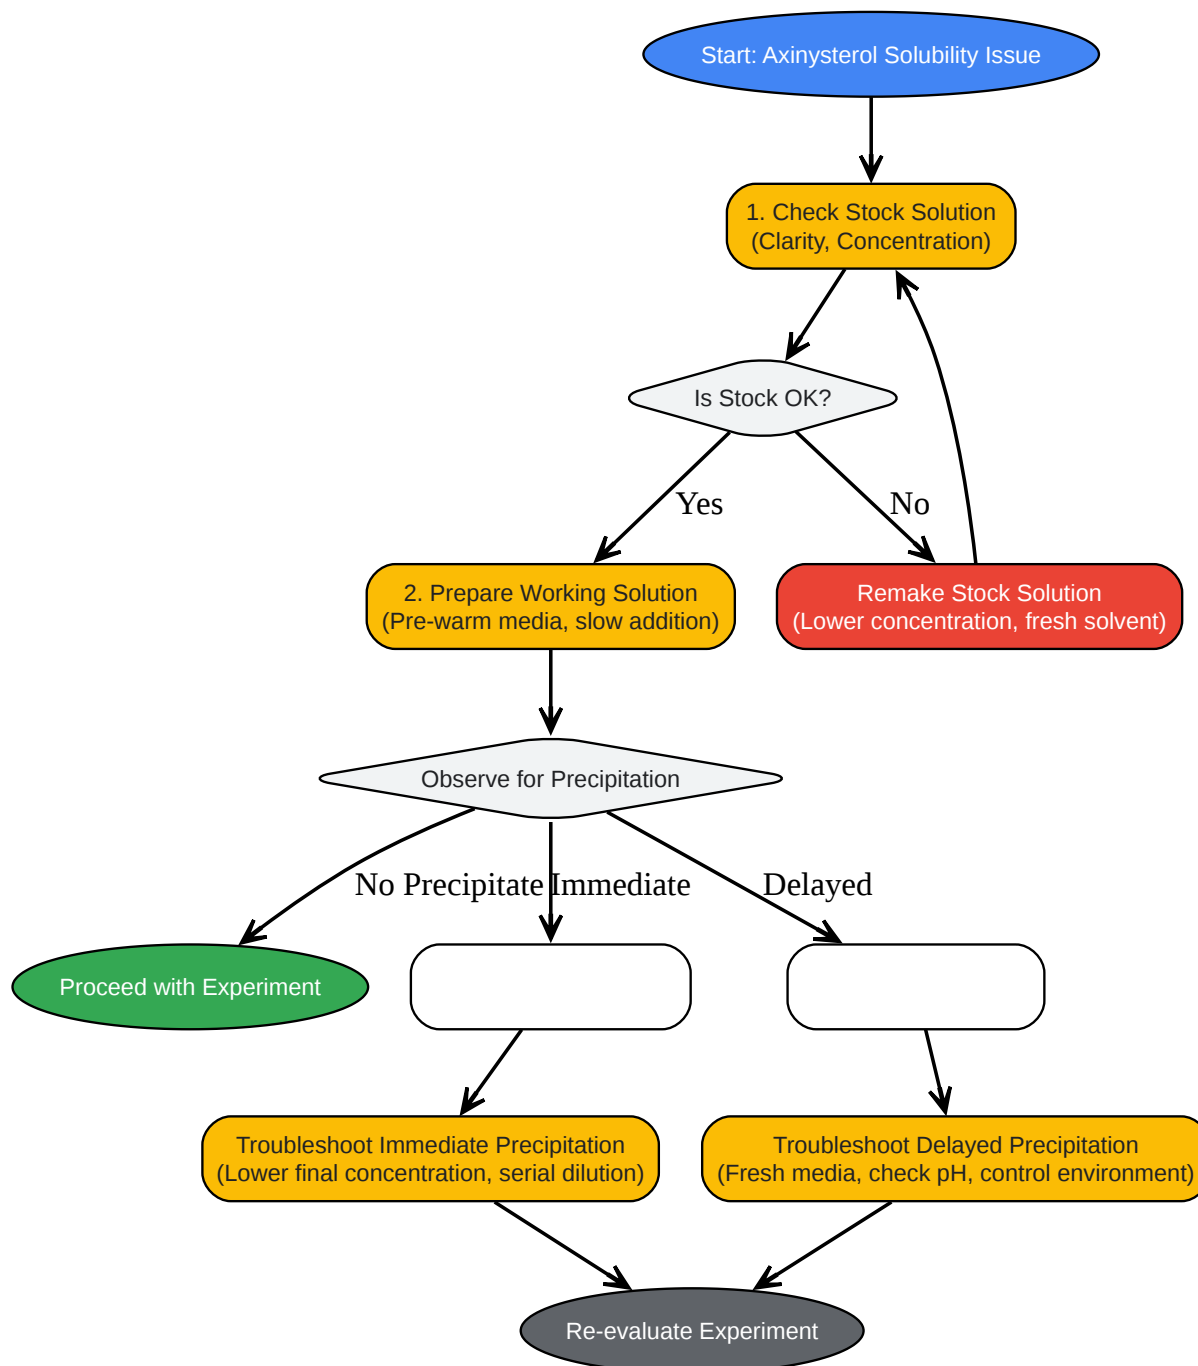 Start: Axinysterol Solubility Issue
1. Check Stock Solution
(Clarity, Concentration)
Is Stock OK?
Yes
No
2. Prepare Working Solution
(Pre-warm media, slow addition)
Remake Stock Solution
(Lower concentration, fresh solvent)
Observe for Precipitation
No Precipitate
Immediate
Delayed
Proceed with Experiment
Troubleshoot Immediate Precipitation
(Lower final concentration, serial dilution)
Troubleshoot Delayed Precipitation
(Fresh media, check pH, control environment)
Re-evaluate Experiment